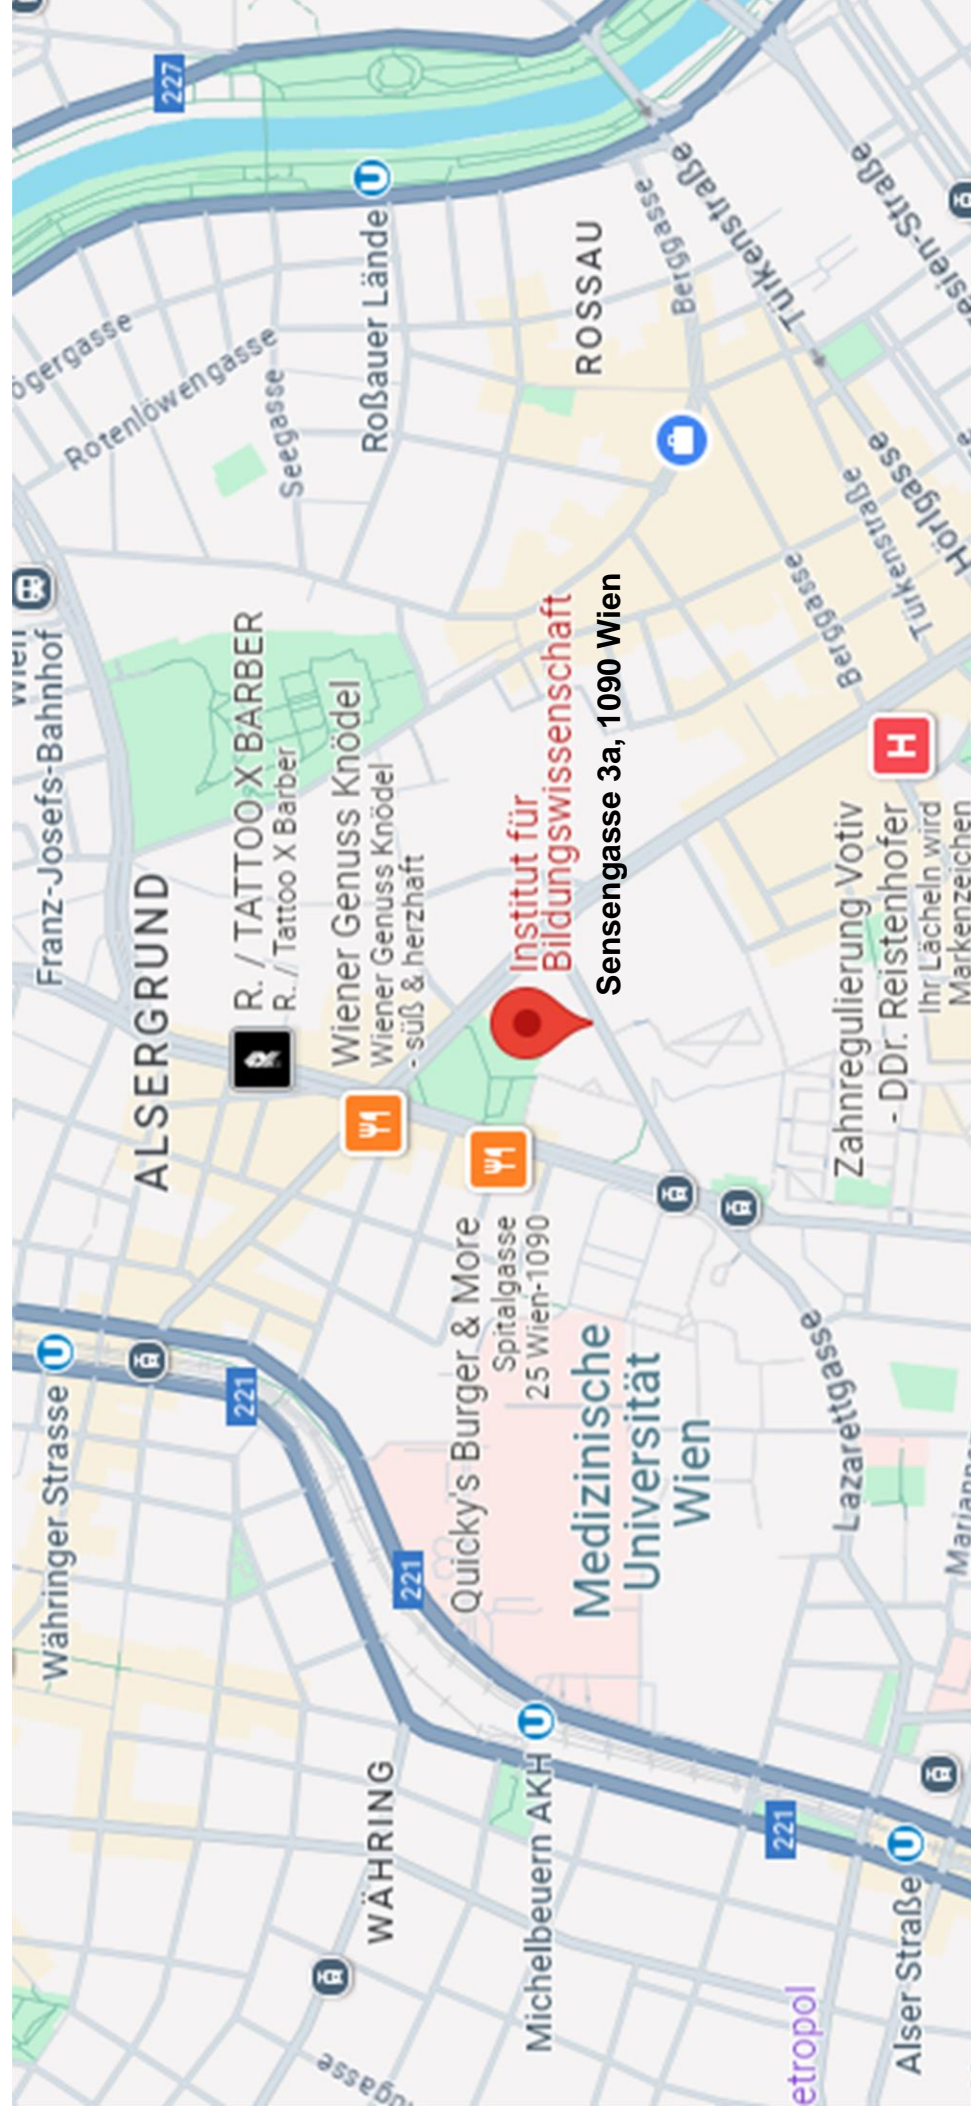 227
Roßauer Lände
Rotenlöwengasse
Seegasse
ROSSAU
Berggasse
Türkenstraße
Berggasse
Türkenstraße
Hörlgasse
Franz-Josefs-Bahnhof
ALSERGRUND
R. / TATTOO X BARBER
R. / Tattoo X Barber
Wiener Genuss Knödel
Wiener Genuss Knödel
- süß & herzhaft
Institut für
Bildungswissenschaft
Sensengasse 3a, 1090 Wien
H
Zahnregulierung Votiv
- DDr. Reistenhofer
Ihr Lächeln wird
Markenzeichen
Quicky's Burger & More
Spitalgasse
25 Wien-1090
Medizinische
Universität
Wien
Lazarettgasse
Währinger Strasse
221
221
221
WÄHRING
Michelbeuern AKH
Alser Straße
U
U
U
U